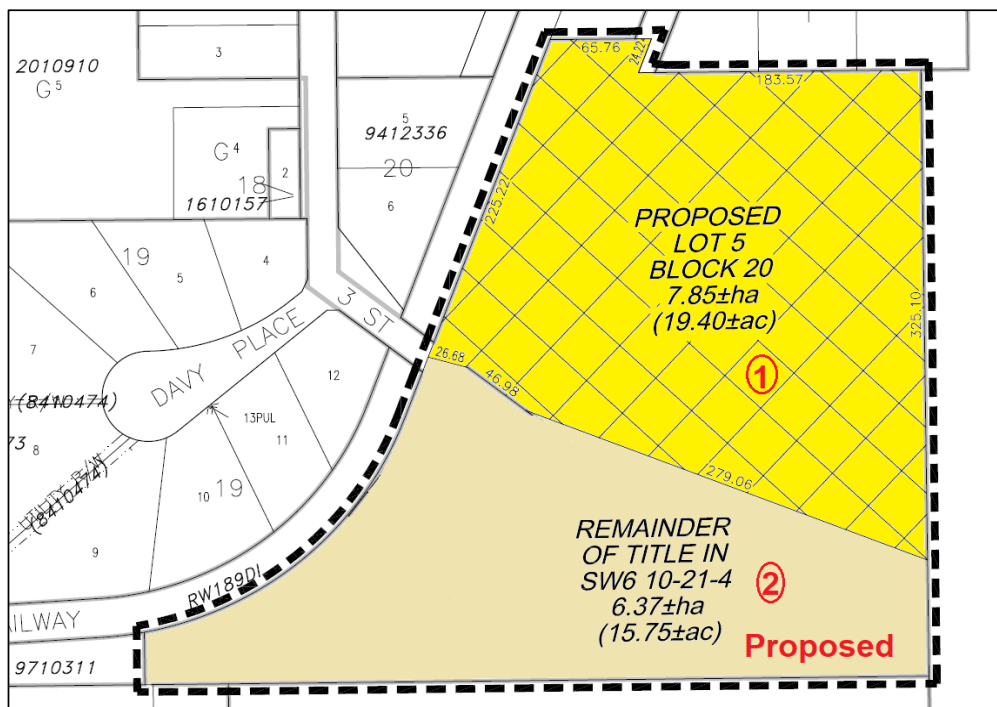 65.76
24.22
183.57
3
2010910
G5
5
9412336
G4
20
2
18
1610157
6
225.22
PROPOSED
LOT 5
BLOCK 20
7.85±ha
(19.40±ac)
19
4
5
6
3 ST
325.10
7
DAVY PLACE
26.68
12
46.98
1
(8410474)
13PUL
11
73
8
279.06
UTILITY R/W
(8410474)
10
19
9
REMAINDER
OF TITLE IN
SW6 10-21-4
6.37±ha
(15.75±ac)
2
RW189DI
AILWAY
Proposed
9710311